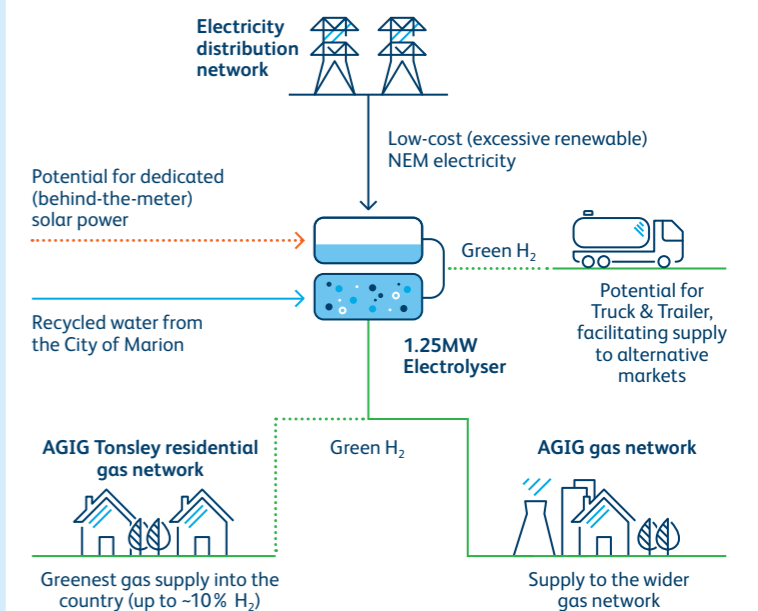 Electricity
distribution
network
Low-cost (excessive renewable)
NEM electricity
Potential for dedicated
(behind-the-meter)
solar power
Green H₂
Recycled water from
the City of Marion
1.25MW
Electrolyser
Potential for
Truck & Trailer,
facilitating supply
to alternative
markets
AGIG Tonsley residential
gas network
Green H₂
AGIG gas network
Greenest gas supply into the
country (up to ~10% H₂)
Supply to the wider
gas network